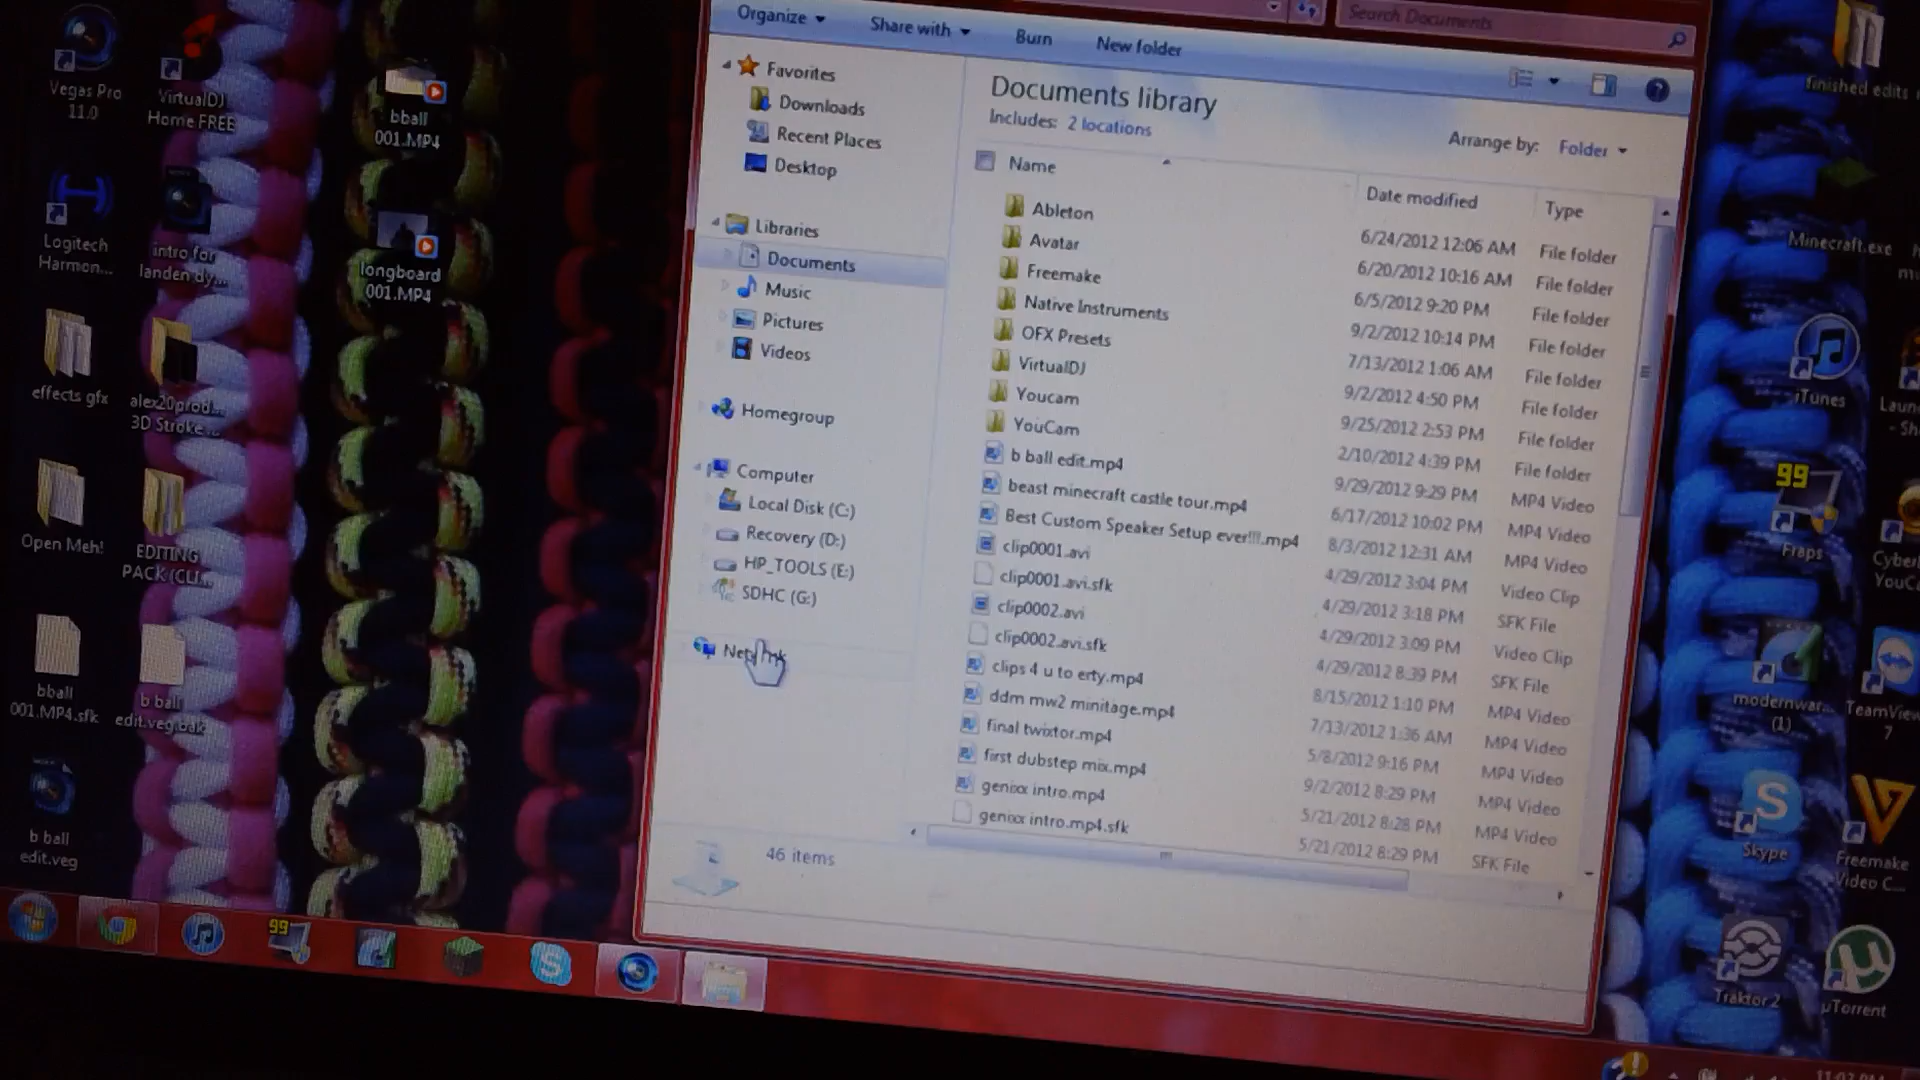 Organize
Share with
Burn
New folder
Search Documents
Favorites
Downloads
Recent Places
Desktop
Libraries
Documents
Music
Pictures
Videos
Homegroup
Computer
Local Disk (C:)
Recovery (D:)
HP_TOOLS (E:)
SDHC (G:)
Documents library
Includes: 2 locations
Arrange by: Folder
Name
Date modified
Type
Ableton
Avatar
Freemake
Native Instruments
OFX Presets
VirtualDJ
Youcam
YouCam
b ball edit.mp4
beast minecraft castle tour.mp4
Best Custom Speaker Setup ever!!!.mp4
clip0001.avi
clip0001.avi.sfk
clip0002.avi
clip0002.avi.sfk
clips 4 u to erty.mp4
ddm mw2 minitage.mp4
final twixtor.mp4
first dubstep mix.mp4
genixx intro.mp4
genixx intro.mp4.sfk
6/24/2012 12:06 AM
6/20/2012 10:16 AM
6/5/2012 9:20 PM
9/2/2012 10:14 PM
7/13/2012 1:06 AM
9/2/2012 4:50 PM
9/25/2012 2:53 PM
2/10/2012 4:39 PM
9/29/2012 9:29 PM
6/17/2012 10:02 PM
8/3/2012 12:31 AM
4/29/2012 3:04 PM
4/29/2012 3:18 PM
4/29/2012 3:09 PM
4/29/2012 8:39 PM
8/15/2012 1:10 PM
7/13/2012 1:36 AM
5/8/2012 9:16 PM
9/2/2012 8:29 PM
5/21/2012 8:28 PM
5/21/2012 8:29 PM
File folder
File folder
File folder
File folder
File folder
File folder
File folder
File folder
MP4 Video
MP4 Video
MP4 Video
Video Clip
SFK File
Video Clip
SFK File
MP4 Video
MP4 Video
MP4 Video
MP4 Video
MP4 Video
SFK File
46 items
Vegas Pro
11.0
VirtualDJ
Home FREE
bball
001.MP4
Logitech
Harmon...
intro for
landen dy...
longboard
001.MP4
effects gfx
alex20prod...
3D Stroke...
Open Meh!
EDITING
PACK (CLI...
bball
001.MP4.sfk
b ball
edit.veg.bak
b ball
edit.veg
finished edits
Minecraft.exe
iTunes
99
Fraps
modernwar...
(1)
TeamView
7
Skype
Freemake
Video C...
Traktor 2
µTorrent
99